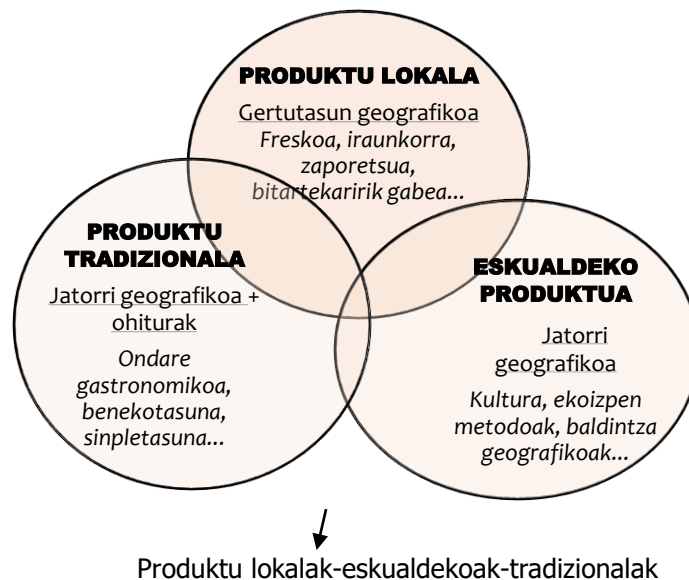 PRODUKTU LOKALA
Gertutasun geografikoa
Freskoa, iraunkorra,
zaporetsua,
bitartekaririk gabea...
PRODUKTU
TRADIZIONALA
Jatorri geografikoa +
ohiturak
Ondare
gastronomikoa,
benekotasuna,
sinpletasuna...
ESKUALDEKO
PRODUKTUA
Jatorri
geografikoa
Kultura, ekoizpen
metodoak, baldintza
geografikoak...
Produktu lokalak-eskualdekoak-tradizionalak